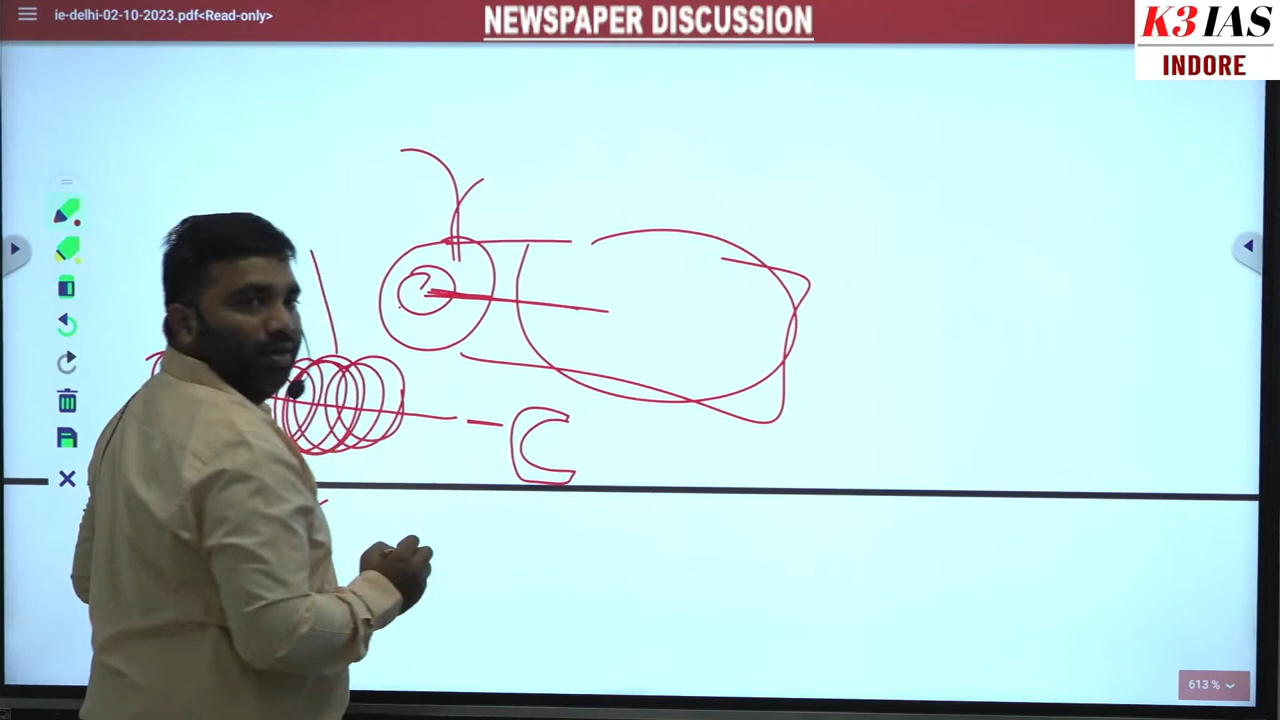 ie-delhi-02-10-2023.pdf<Read-only>
NEWSPAPER DISCUSSION
K3 IAS
INDORE
613 %